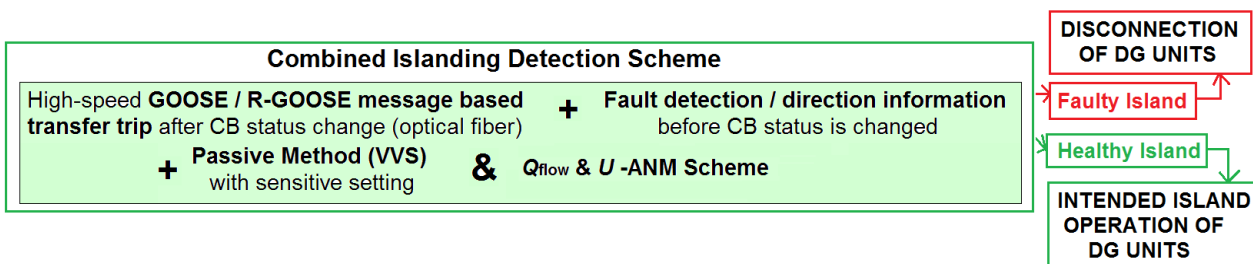 Combined Islanding Detection Scheme
High-speed GOOSE / R-GOOSE message based
transfer trip after CB status change (optical fiber)
+
Fault detection / direction information
before CB status is changed
+ Passive Method (VVS)
with sensitive setting
& Qflow & U -ANM Scheme
DISCONNECTION
OF DG UNITS
Faulty Island
Healthy Island
INTENDED ISLAND
OPERATION OF
DG UNITS